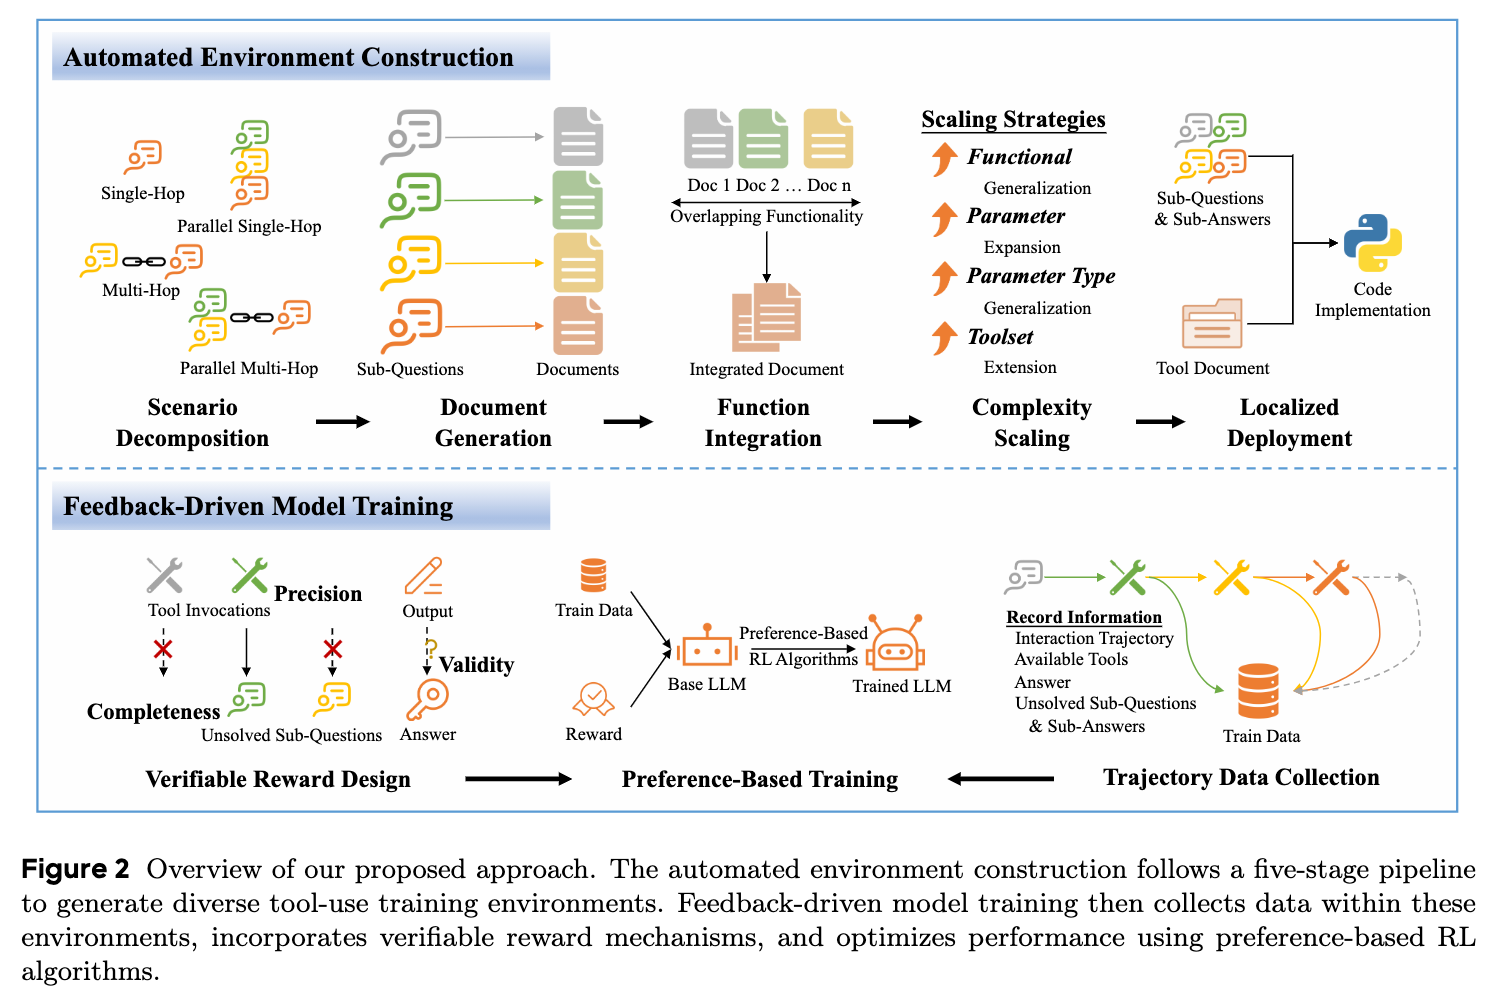 Automated Environment Construction
Single-Hop
Parallel Single-Hop
Multi-Hop
Parallel Multi-Hop
Scenario
Decomposition
Sub-Questions
Documents
Document
Generation
Doc 1 Doc 2 ... Doc n
Overlapping Functionality
Integrated Document
Function
Integration
Scaling Strategies
Functional
Generalization
Parameter
Expansion
Parameter Type
Generalization
Toolset
Extension
Complexity
Scaling
Sub-Questions
& Sub-Answers
Tool Document
Code
Implementation
Localized
Deployment
Feedback-Driven Model Training
Precision
Tool Invocations
Output
?
Validity
Completeness
Unsolved Sub-Questions
Answer
Verifiable Reward Design
Train Data
Reward
Base LLM
Preference-Based
RL Algorithms
Trained LLM
Preference-Based Training
Record Information
Interaction Trajectory
Available Tools
Answer
Unsolved Sub-Questions
& Sub-Answers
Train Data
Trajectory Data Collection
Figure 2 Overview of our proposed approach. The automated environment construction follows a five-stage pipeline
to generate diverse tool-use training environments. Feedback-driven model training then collects data within these
environments, incorporates verifiable reward mechanisms, and optimizes performance using preference-based RL
algorithms.